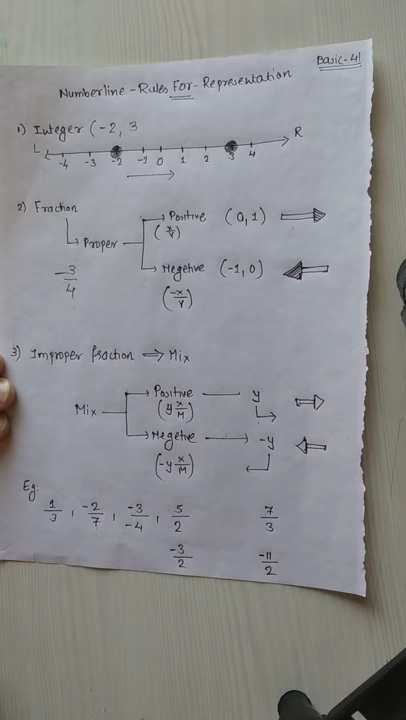 Basic-41
Numberline-Rules For-Representation
1) Integer (-2, 3
L R
-4 -3 -2 -1 0 1 2 3 4
2) Fraction
Proper
Positive (0,1)
(x/y)
Negetive (-1,0)
(-x/y)
-3/4
3) Improper fraction ⇒ Mix
Mix
Positive y
(y x/M)
Negetive -y
(-y x/M)
Eg:
1/3, -2/7, -3/-4, 5/2 7/3
-3/2 -11/2